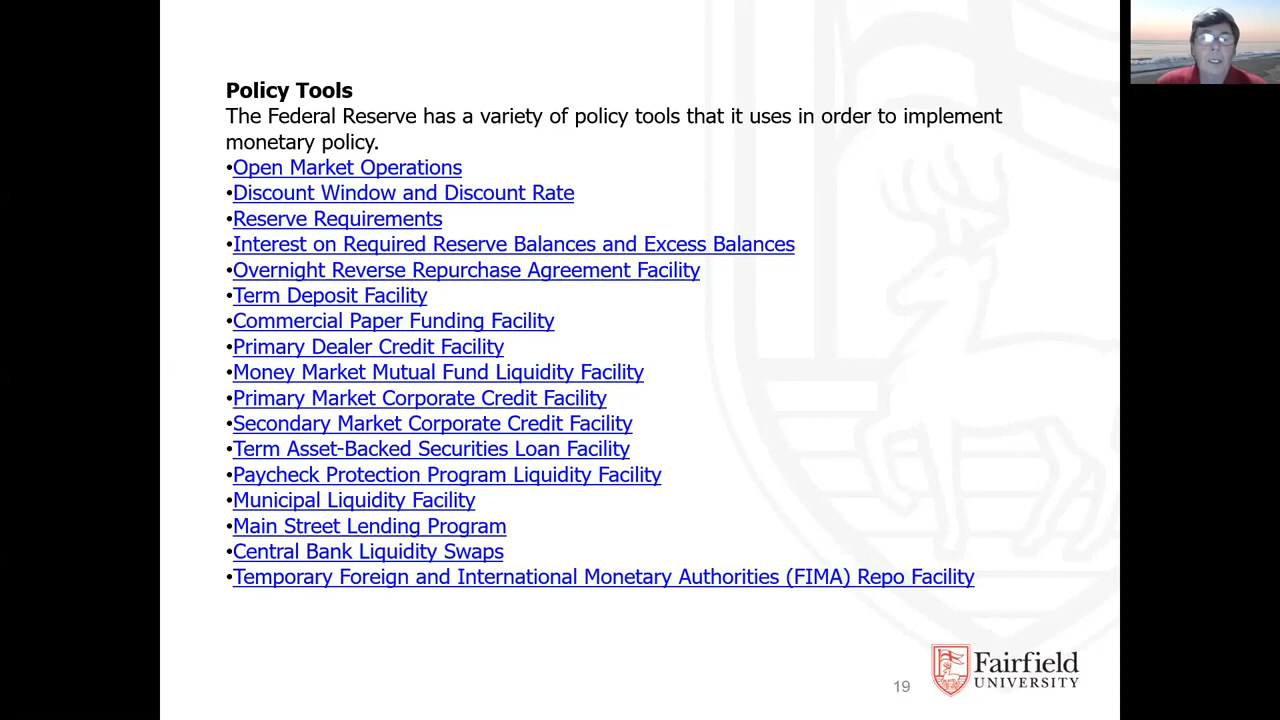 Policy Tools
The Federal Reserve has a variety of policy tools that it uses in order to implement
monetary policy.
•Open Market Operations
•Discount Window and Discount Rate
•Reserve Requirements
•Interest on Required Reserve Balances and Excess Balances
•Overnight Reverse Repurchase Agreement Facility
•Term Deposit Facility
•Commercial Paper Funding Facility
•Primary Dealer Credit Facility
•Money Market Mutual Fund Liquidity Facility
•Primary Market Corporate Credit Facility
•Secondary Market Corporate Credit Facility
•Term Asset-Backed Securities Loan Facility
•Paycheck Protection Program Liquidity Facility
•Municipal Liquidity Facility
•Main Street Lending Program
•Central Bank Liquidity Swaps
•Temporary Foreign and International Monetary Authorities (FIMA) Repo Facility
19
Fairfield
UNIVERSITY